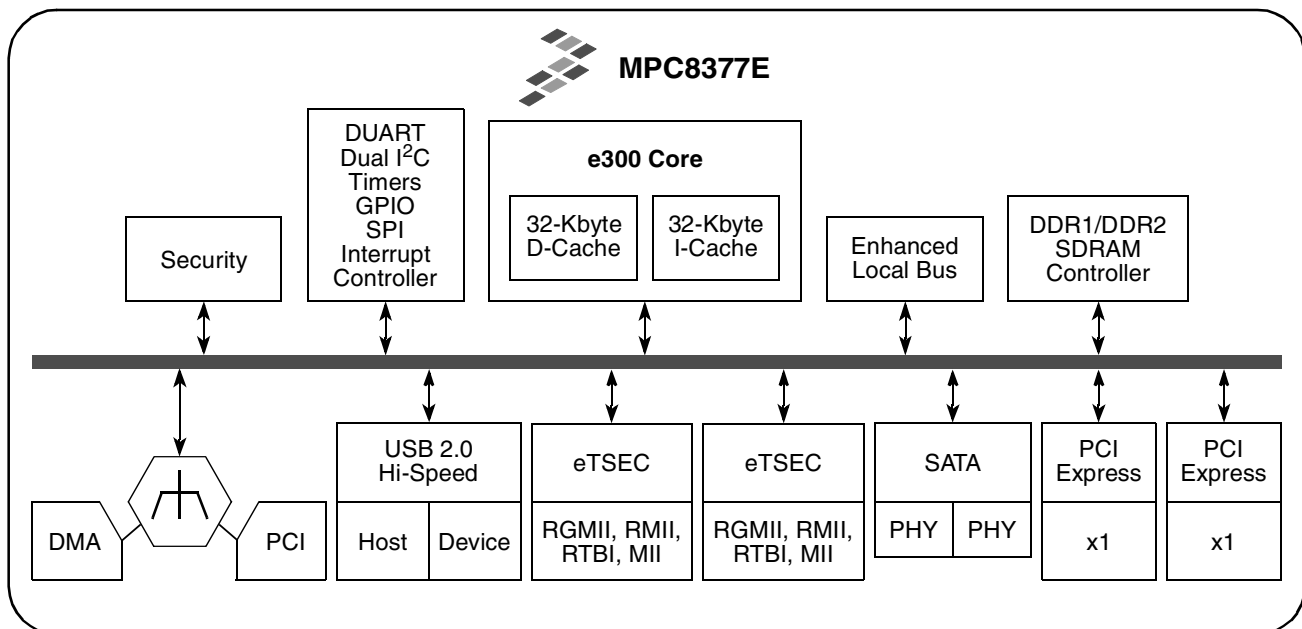 MPC8377E
DUART
Dual I²C
Timers
GPIO
SPI
Interrupt
Controller
e300 Core
32-Kbyte
D-Cache
32-Kbyte
I-Cache
Security
Enhanced
Local Bus
DDR1/DDR2
SDRAM
Controller
DMA
PCI
USB 2.0
Hi-Speed
Host
Device
eTSEC
RGMII, RMII,
RTBI, MII
eTSEC
RGMII, RMII,
RTBI, MII
SATA
PHY
PHY
PCI
Express
x1
PCI
Express
x1